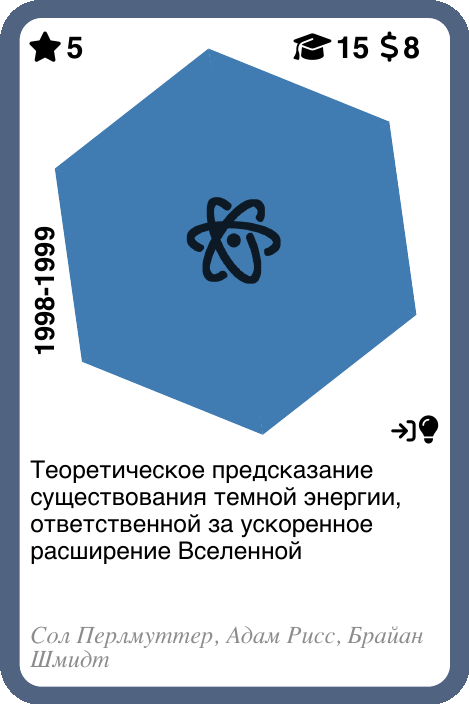 5
15 $ 8
1998-1999
Теоретическое предсказание
существования темной энергии,
ответственной за ускоренное
расширение Вселенной
Сол Перлмуттер, Адам Рисс, Брайан
Шмидт